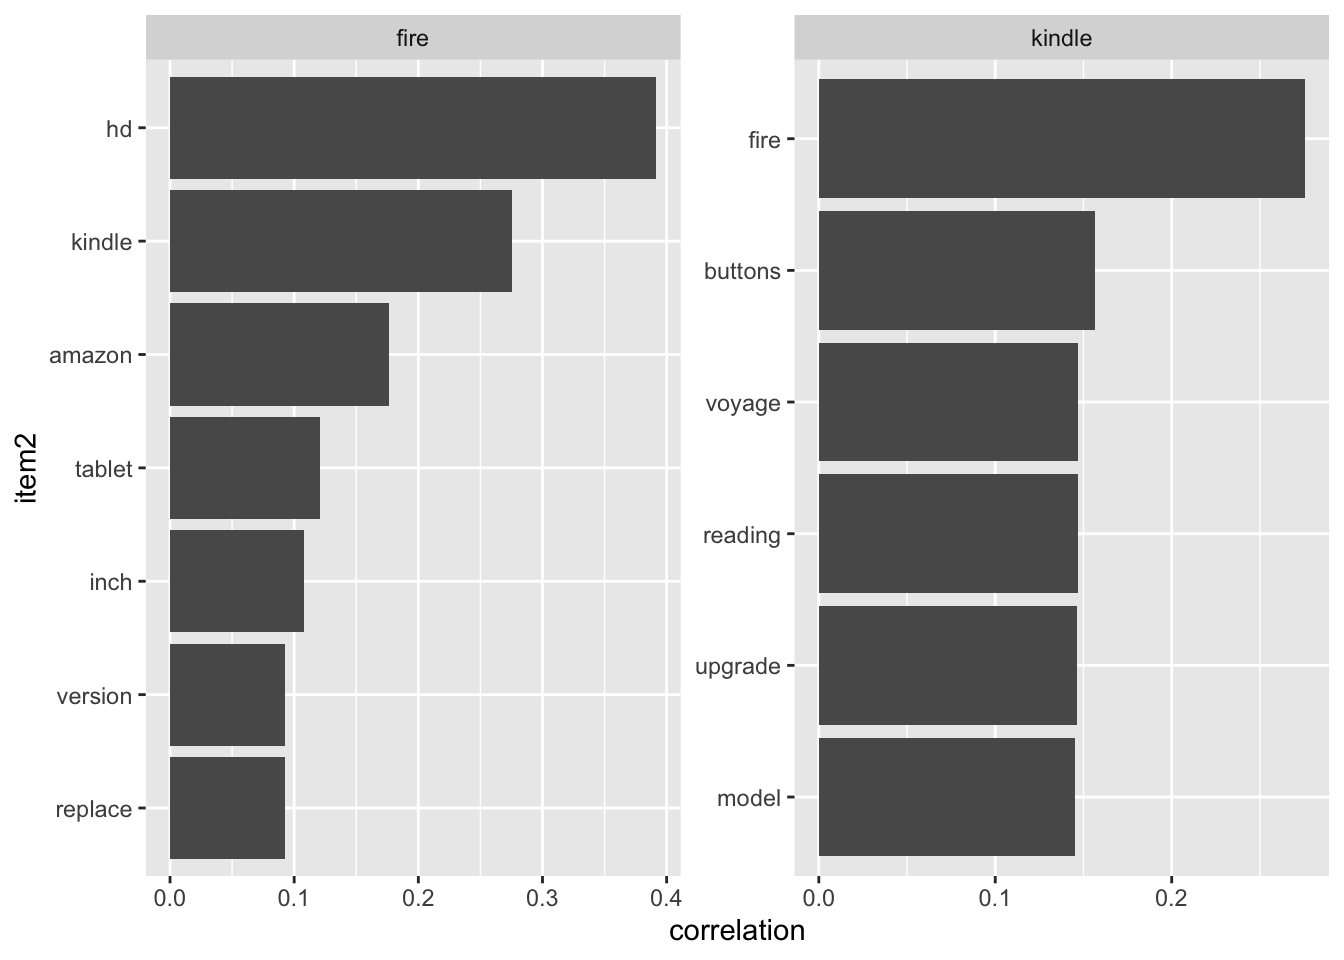 fire
kindle
item2
hd
kindle
amazon
tablet
inch
version
replace
0.0 0.1 0.2 0.3 0.4
fire
buttons
voyage
reading
upgrade
model
0.0 0.1 0.2
correlation